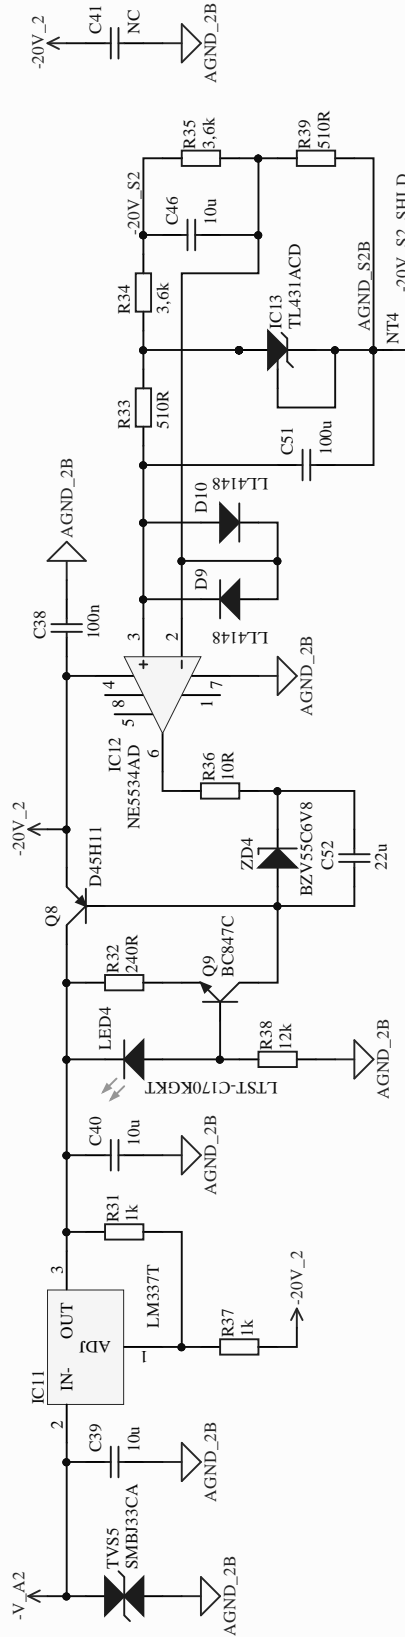 -V_A2
TVS5
SMBJ33CA
AGND_2B
C39
10u
AGND_2B
IC11
2
IN-
OUT
ADJ
3
1
LM337T
R31
1k
R37
1k
-20V_2
C40
10u
AGND_2B
LED4
LTST-C170KGKT
R38
12k
AGND_2B
R32
240R
Q9
BC847C
Q8
D45H11
-20V_2
ZD4
BZV55C6V8
C52
22u
R36
10R
IC12
NE5534AD
6
5
8
4
1
7
3
2
+
−
AGND_2B
C38
100n
AGND_2B
D9
LL4148
D10
LL4148
C51
100u
R33
510R
R34
3,6k
IC13
TL431ACD
AGND_S2B
NT4
-20V_S2_SHLD
-20V_S2
C46
10u
R35
3,6k
R39
510R
-20V_2
C41
NC
AGND_2B